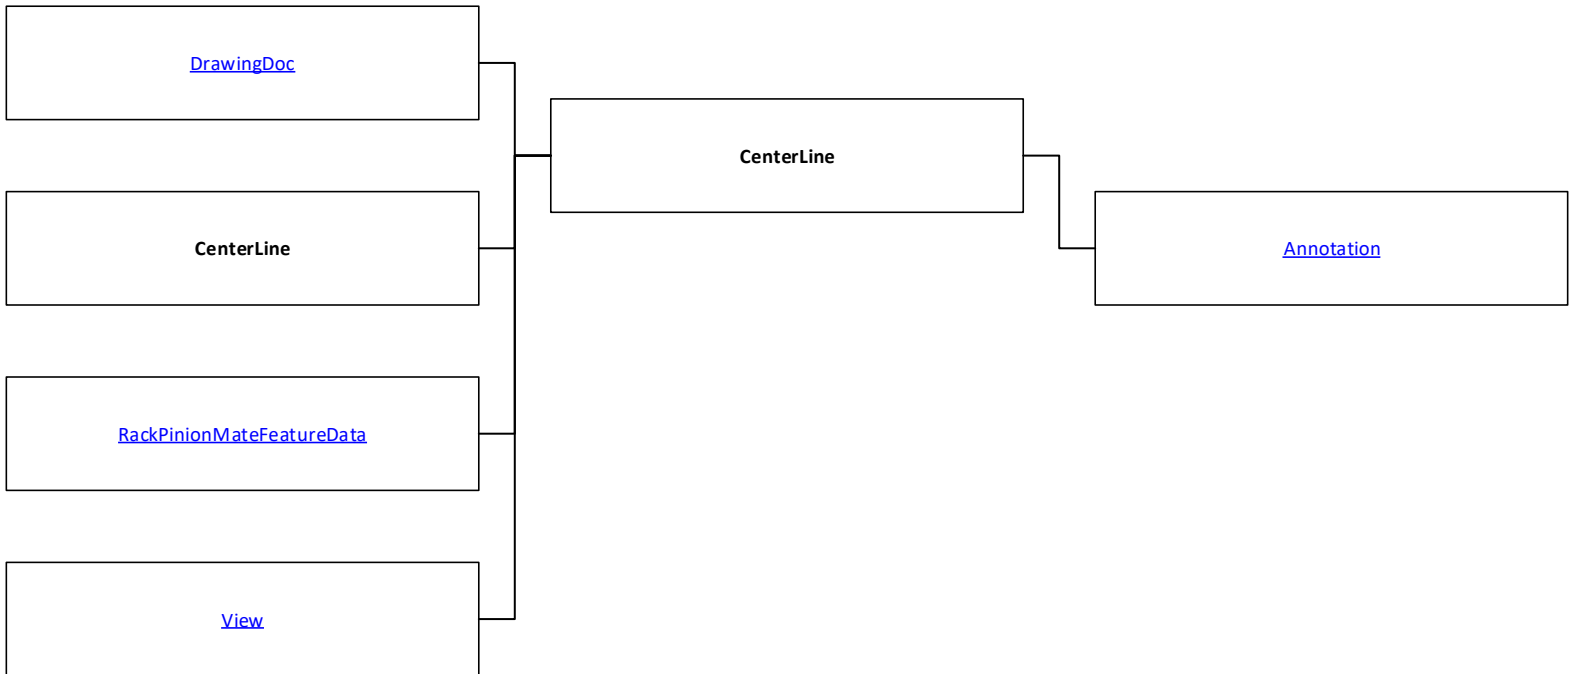 DrawingDoc
CenterLine
CenterLine
Annotation
RackPinionMateFeatureData
View